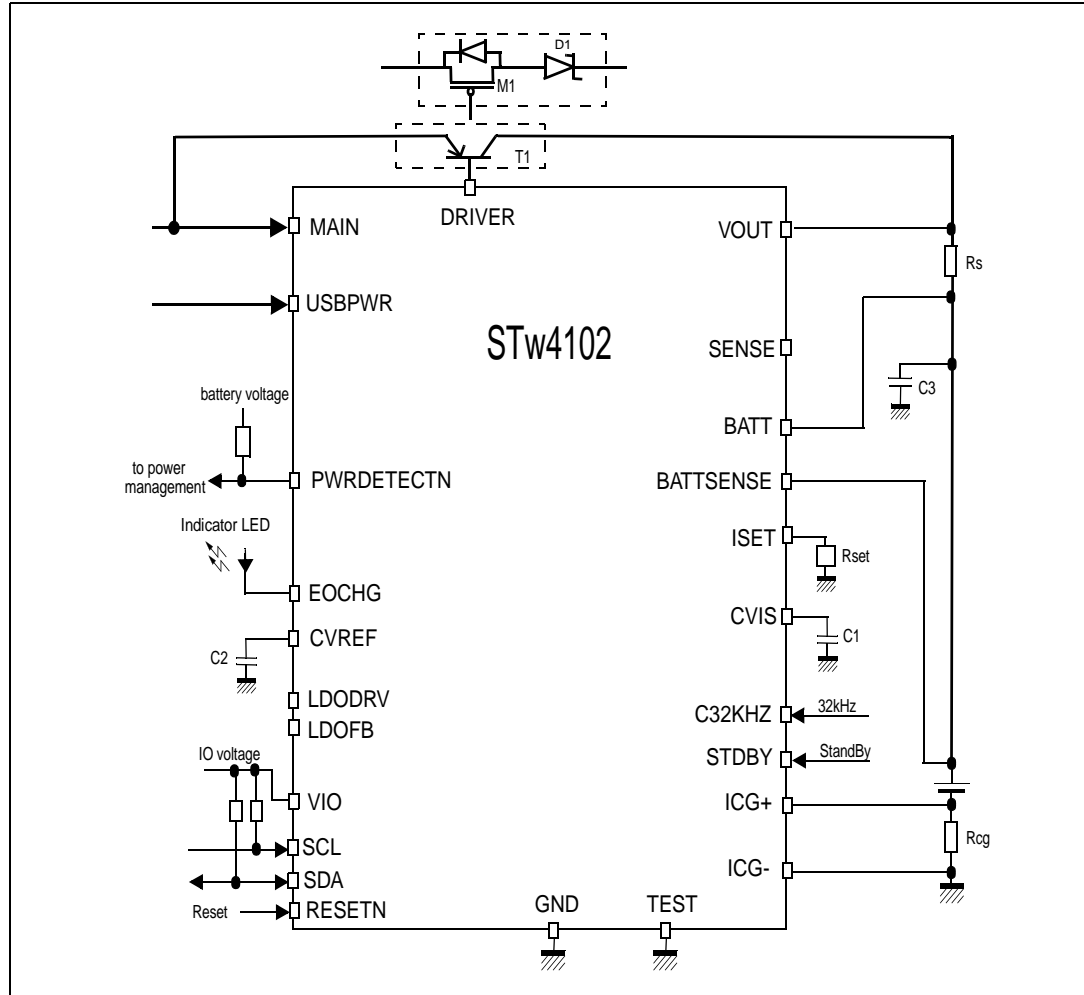 D1
M1
T1
DRIVER
MAIN
VOUT
Rs
USBPWR
STw4102
SENSE
C3
battery voltage
BATT
to power
management
PWRDETECTN
BATTSENSE
Indicator LED
ISET
Rset
EOCHG
CVIS
C1
CVREF
C2
LDODRV
C32KHZ
32kHz
LDOFB
IO voltage
STDBY
StandBy
VIO
ICG+
Rcg
SCL
ICG-
SDA
Reset
RESETN
GND
TEST